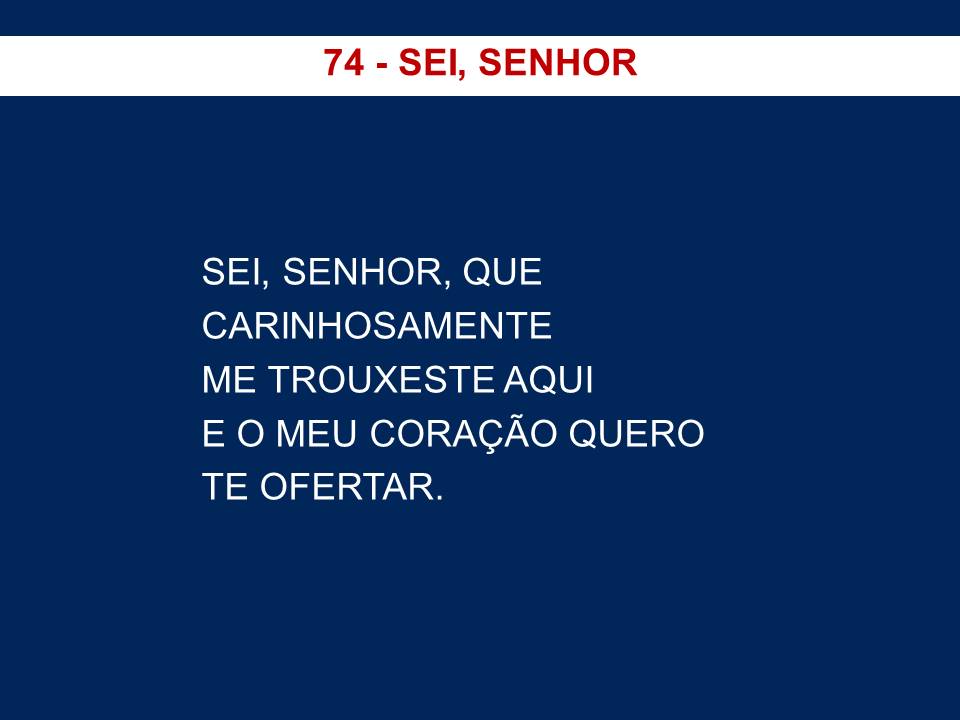 74 - SEI, SENHOR
SEI, SENHOR, QUE
CARINHOSAMENTE
ME TROUXESTE AQUI
E O MEU CORAÇÃO QUERO
TE OFERTAR.